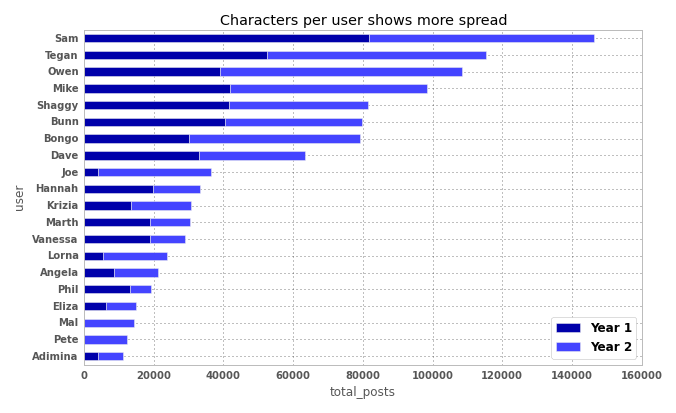 Characters per user shows more spread
Sam
Tegan
Owen
Mike
Shaggy
Bunn
Bongo
Dave
Joe
Hannah
Krizia
Marth
Vanessa
Lorna
Angela
Phil
Eliza
Mal
Pete
Adimina
user
Year 1
Year 2
0 20000 40000 60000 80000 100000 120000 140000 160000
total_posts